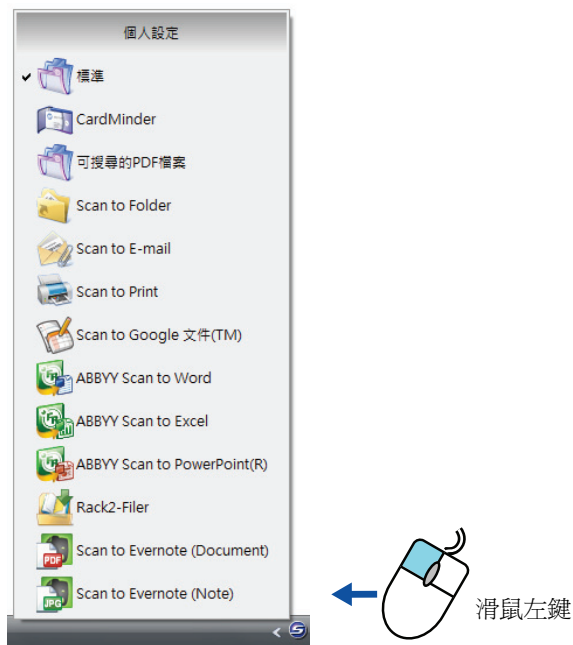 個人設定
標準
CardMinder
可搜尋的PDF檔案
Scan to Folder
Scan to E-mail
Scan to Print
Scan to Google 文件(TM)
ABBYY Scan to Word
ABBYY Scan to Excel
ABBYY Scan to PowerPoint(R)
Rack2-Filer
PDF
Scan to Evernote (Document)
JPG
Scan to Evernote (Note)
滑鼠左鍵